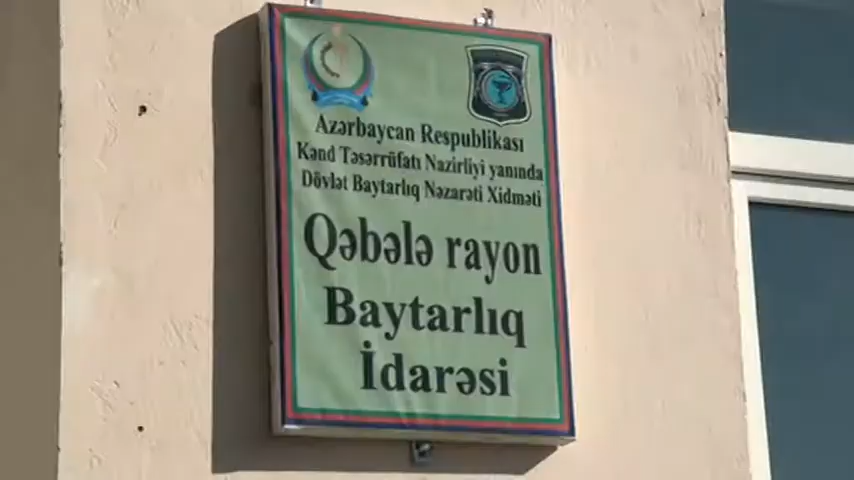 Azərbaycan Respublikası
Kənd Təsərrüfatı Nazirliyi yanında
Dövlət Baytarlıq Nəzarəti Xidməti
Qəbələ rayon
Baytarlıq
İdarəsi